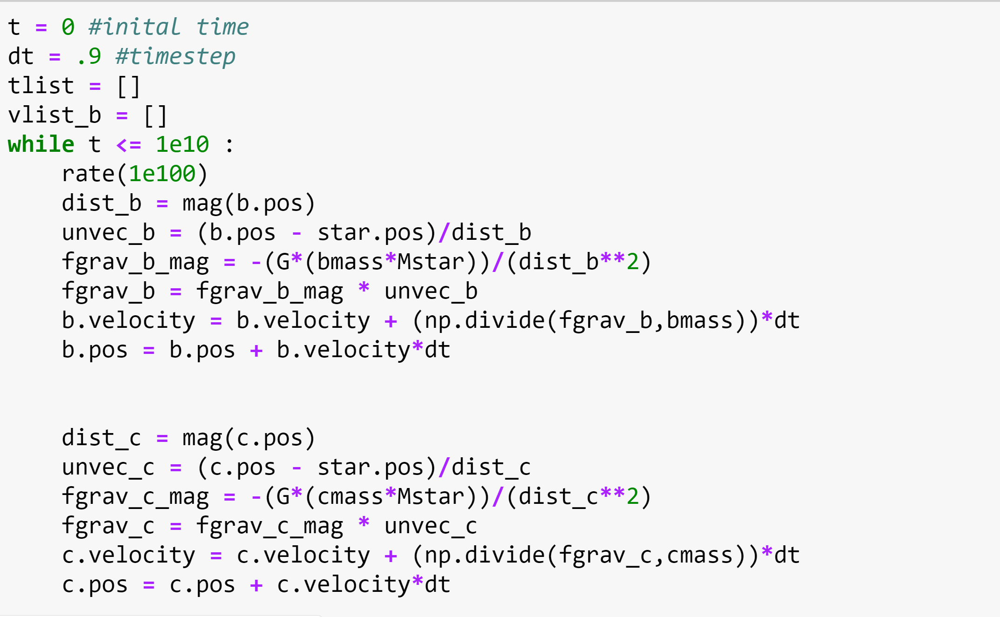 t = 0 #inital time
dt = .9 #timestep
tlist = []
vlist_b = []
while t <= 1e10 :
    rate(1e100)
    dist_b = mag(b.pos)
    unvec_b = (b.pos - star.pos)/dist_b
    fgrav_b_mag = -(G*(bmass*Mstar))/(dist_b**2)
    fgrav_b = fgrav_b_mag * unvec_b
    b.velocity = b.velocity + (np.divide(fgrav_b,bmass))*dt
    b.pos = b.pos + b.velocity*dt
    dist_c = mag(c.pos)
    unvec_c = (c.pos - star.pos)/dist_c
    fgrav_c_mag = -(G*(cmass*Mstar))/(dist_c**2)
    fgrav_c = fgrav_c_mag * unvec_c
    c.velocity = c.velocity + (np.divide(fgrav_c,cmass))*dt
    c.pos = c.pos + c.velocity*dt